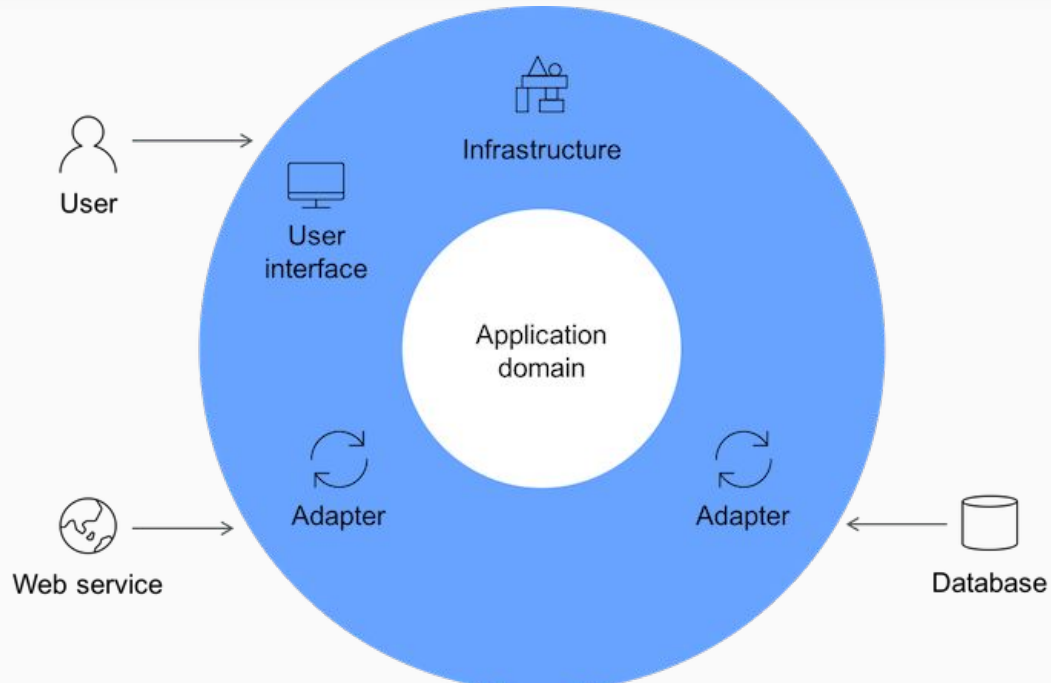 Infrastructure
User
User
interface
Application
domain
Adapter
Adapter
Web service
Database